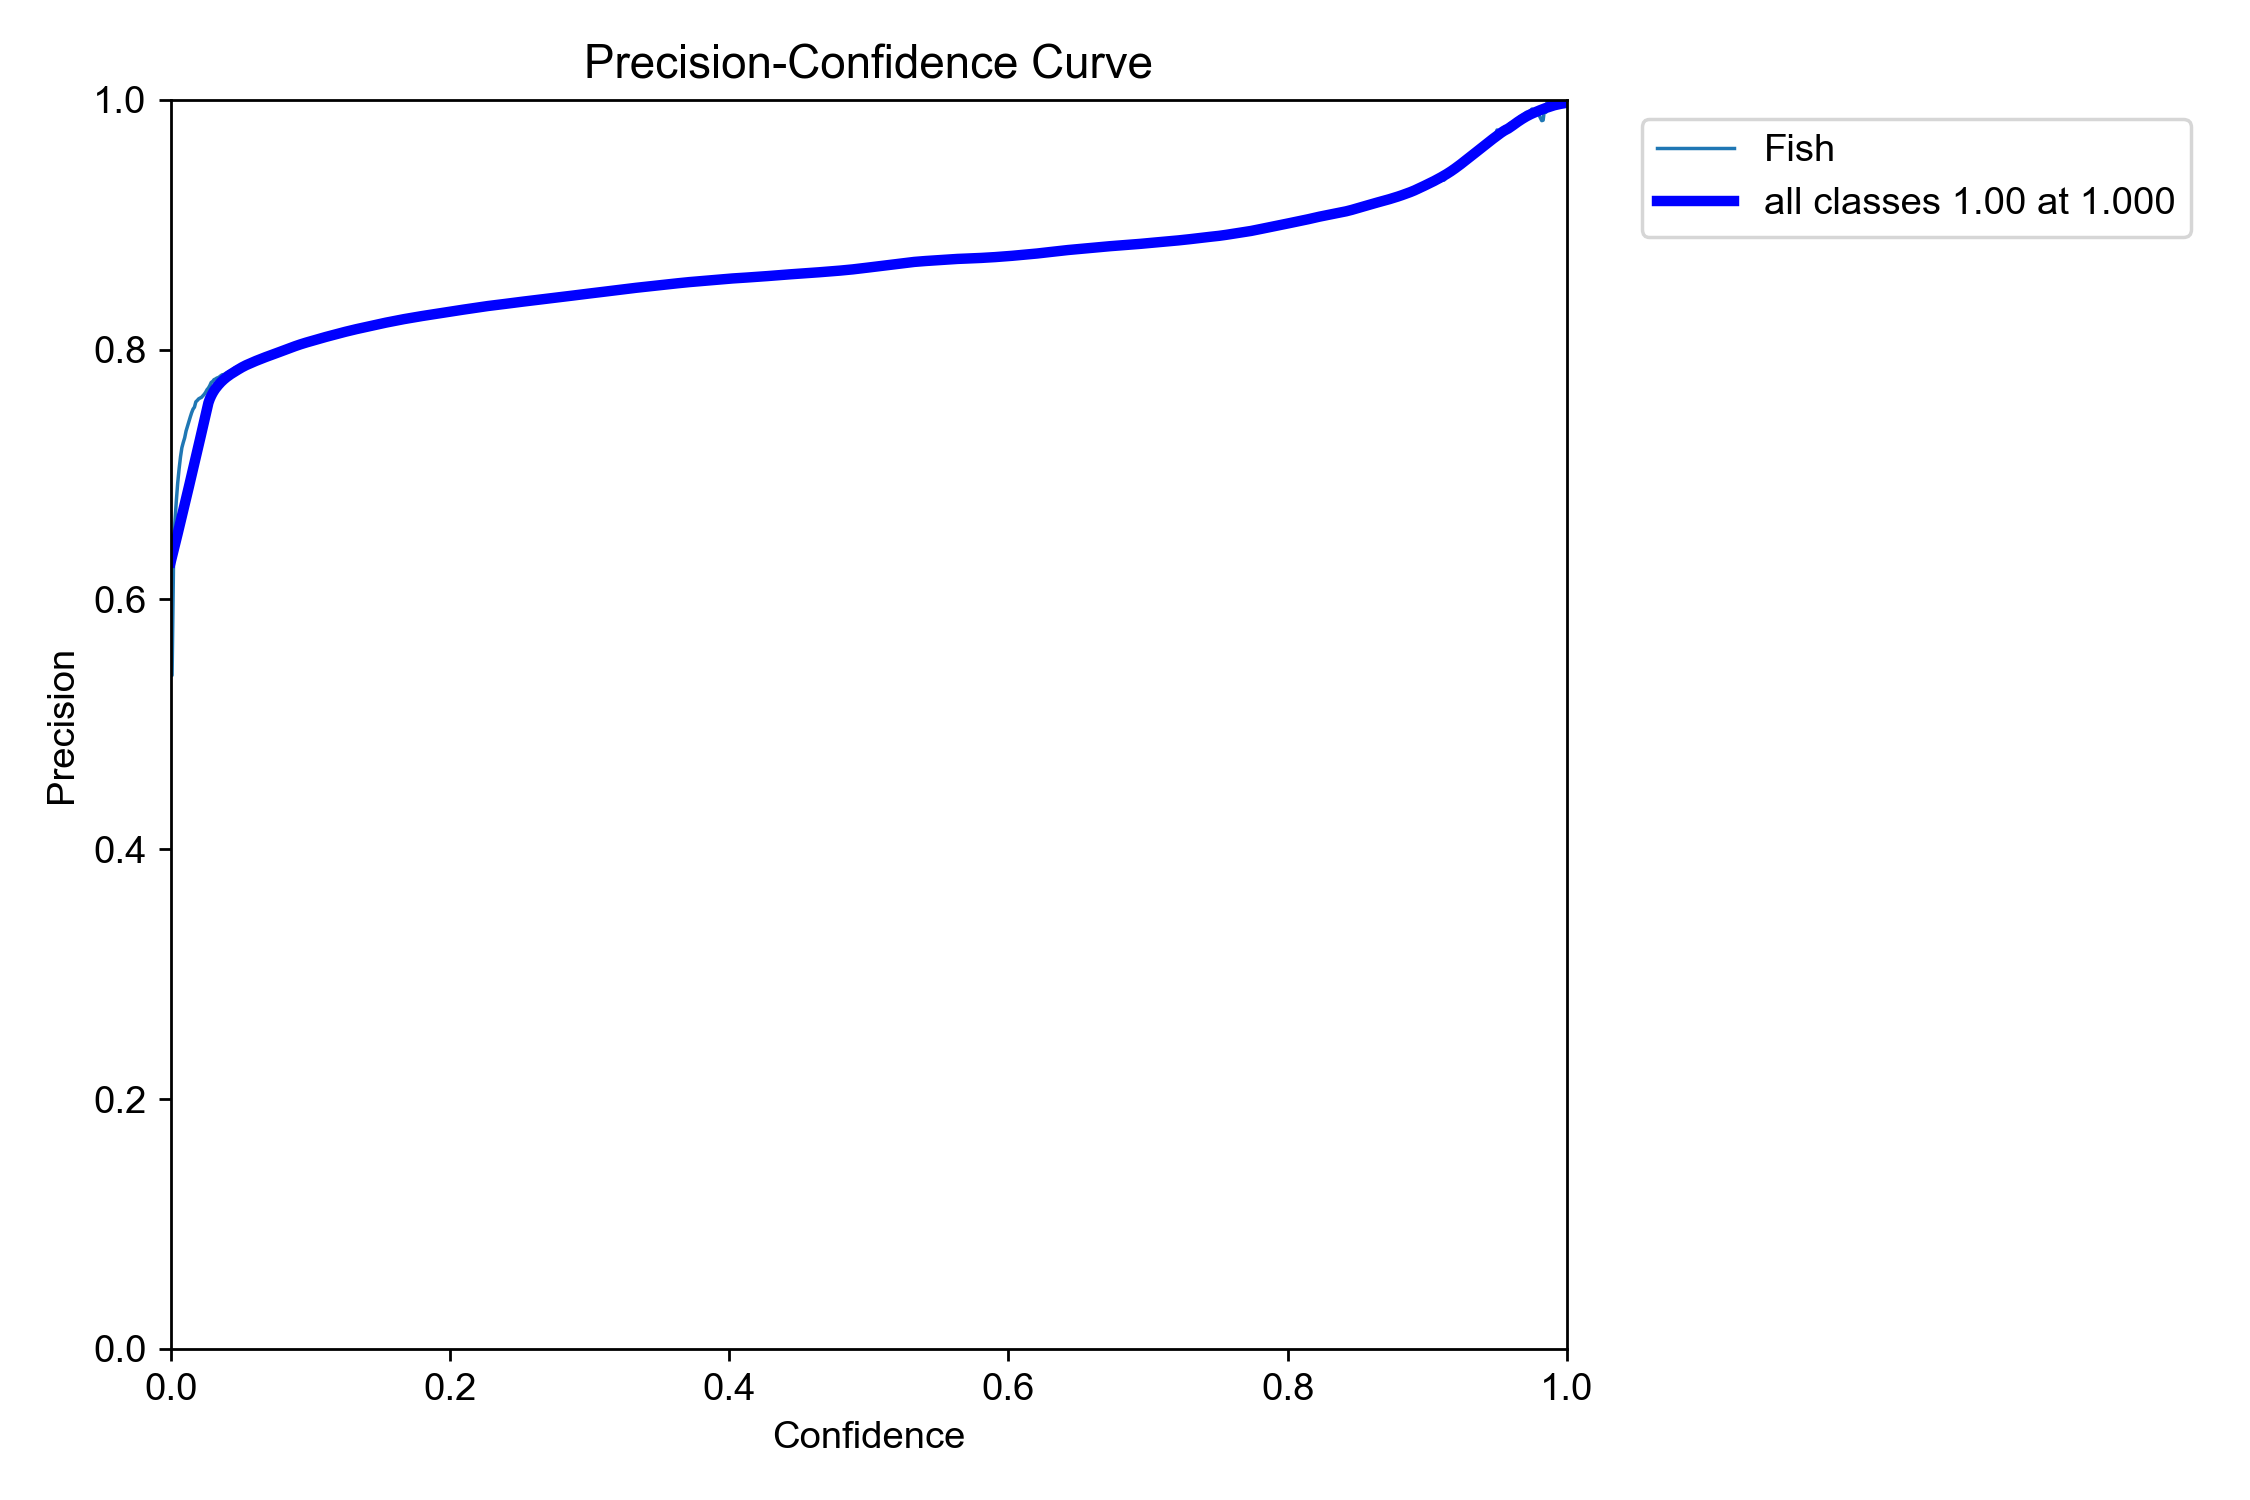 Precision-Confidence Curve
1.0
0.8
0.6
0.4
0.2
0.0
Precision
0.0 0.2 0.4 0.6 0.8 1.0
Confidence
Fish
all classes 1.00 at 1.000